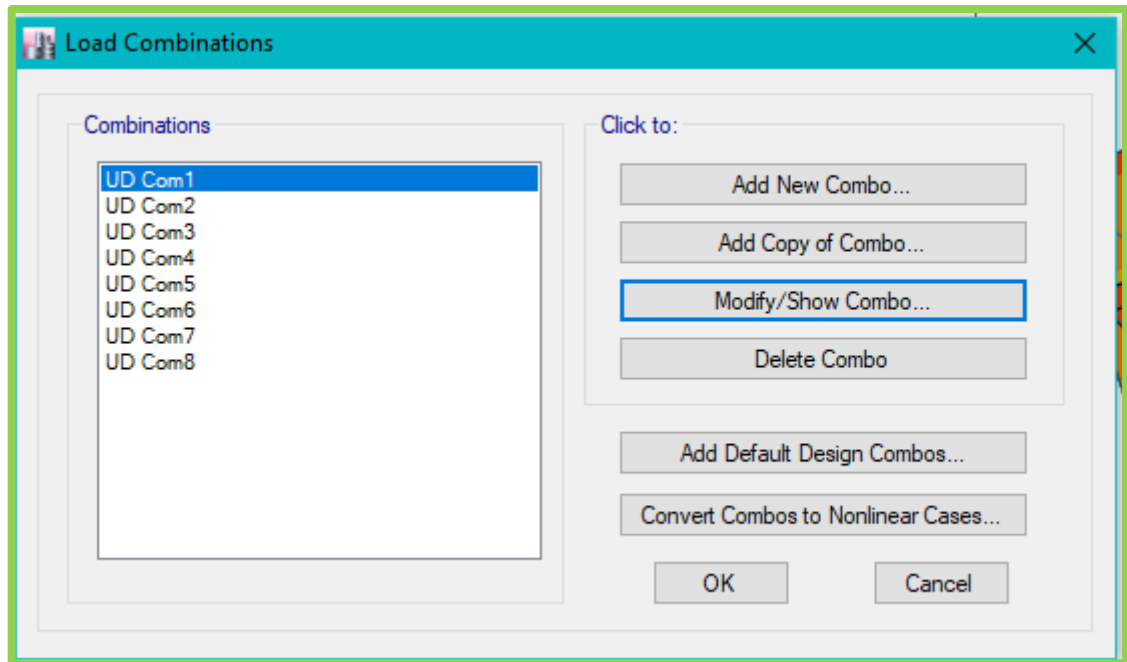 Load Combinations
Combinations
UD Com1
UD Com2
UD Com3
UD Com4
UD Com5
UD Com6
UD Com7
UD Com8
Click to:
Add New Combo...
Add Copy of Combo...
Modify/Show Combo...
Delete Combo
Add Default Design Combos...
Convert Combos to Nonlinear Cases...
OK
Cancel